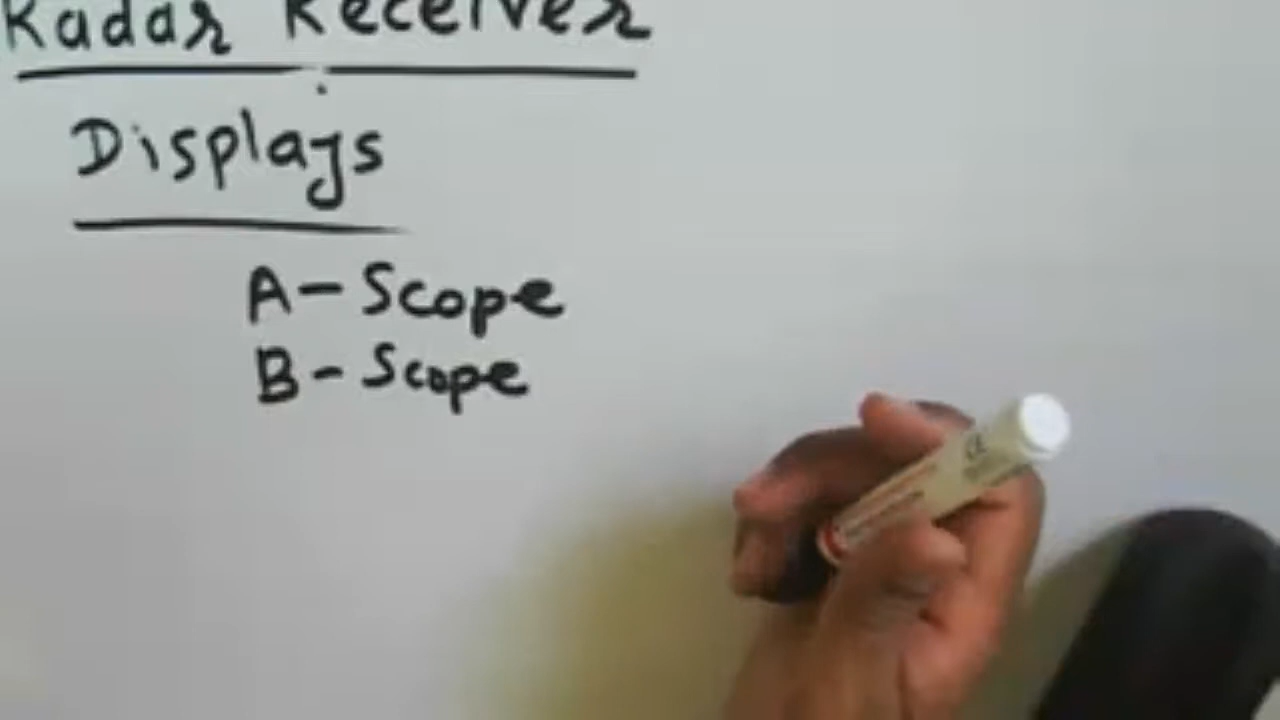 Radar Receiver
Displays
A - Scope
B - Scope